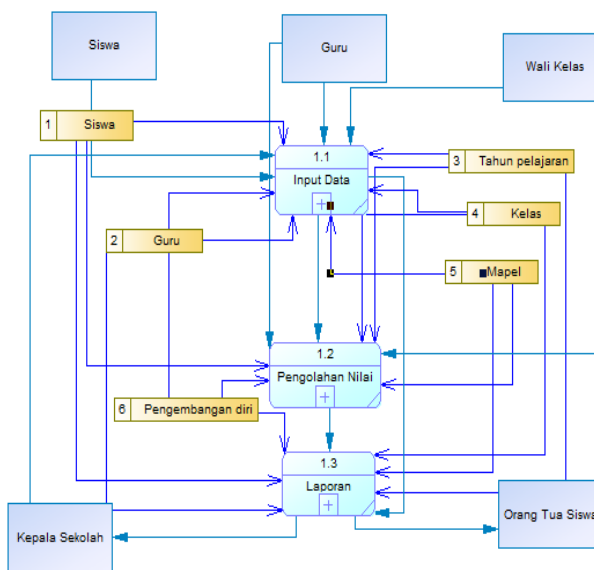 Siswa
Guru
Wali Kelas
1 Siswa
1.1
Input Data
3 Tahun pelajaran
4 Kelas
2 Guru
5 Mapel
1.2
Pengolahan Nilai
6 Pengembangan diri
1.3
Laporan
Kepala Sekolah
Orang Tua Siswa